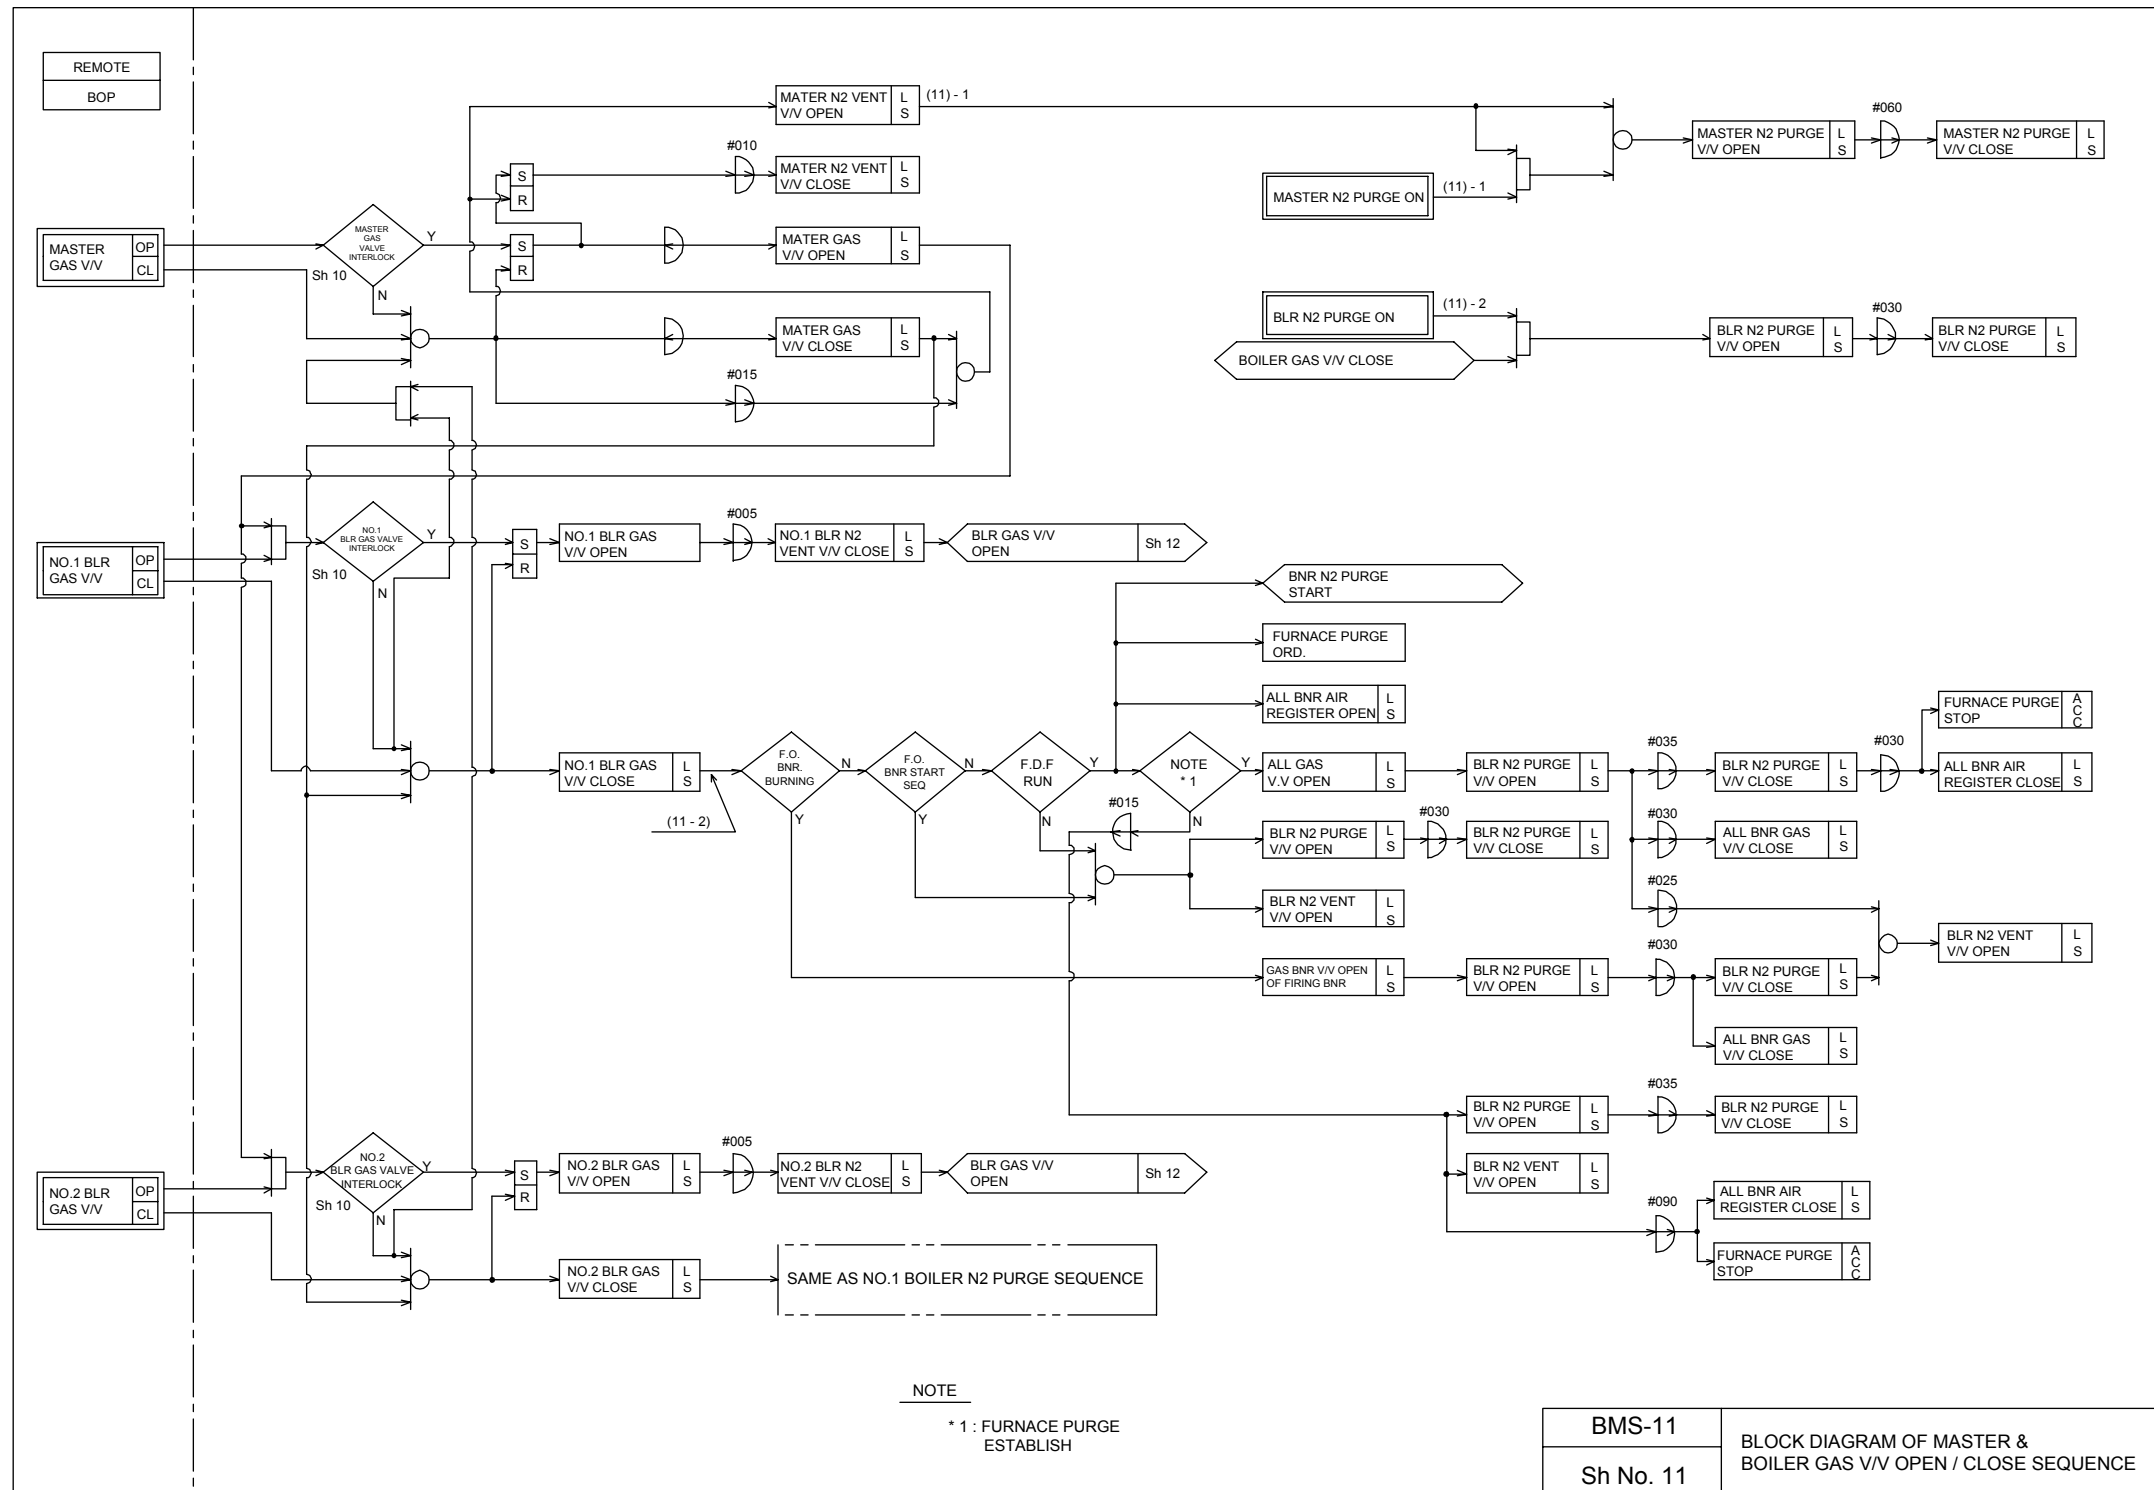 REMOTE
BOP
MATER N2 VENT
V/V OPEN
L
S
(11) - 1
#060
MASTER N2 PURGE
V/V OPEN
L
S
MASTER N2 PURGE
V/V CLOSE
L
S
#010
S
R
MATER N2 VENT
V/V CLOSE
L
S
MASTER N2 PURGE ON
(11) - 1
MASTER
GAS V/V
OP
CL
MASTER
GAS
VALVE
INTERLOCK
Y
Sh 10
N
S
R
MATER GAS
V/V OPEN
L
S
MATER GAS
V/V CLOSE
L
S
#015
BLR N2 PURGE ON
(11) - 2
BOILER GAS V/V CLOSE
BLR N2 PURGE
V/V OPEN
L
S
#030
BLR N2 PURGE
V/V CLOSE
L
S
NO.1 BLR
GAS V/V
OP
CL
NO.1
BLR GAS VALVE
INTERLOCK
Y
Sh 10
N
S
R
NO.1 BLR GAS
V/V OPEN
#005
NO.1 BLR N2
VENT V/V CLOSE
L
S
BLR GAS V/V
OPEN
Sh 12
BNR N2 PURGE
START
FURNACE PURGE
ORD.
ALL BNR AIR
REGISTER OPEN
L
S
NO.1 BLR GAS
V/V CLOSE
L
S
(11 - 2)
F.O.
BNR.
BURNING
N
Y
F.O.
BNR START
SEQ
N
Y
F.D.F
RUN
Y
N
NOTE
* 1
Y
N
#015
ALL GAS
V.V OPEN
L
S
BLR N2 PURGE
V/V OPEN
L
S
#035
BLR N2 PURGE
V/V CLOSE
L
S
#030
FURNACE PURGE
STOP
A
C
C
ALL BNR AIR
REGISTER CLOSE
L
S
BLR N2 PURGE
V/V OPEN
L
S
#030
BLR N2 PURGE
V/V CLOSE
L
S
#030
ALL BNR GAS
V/V CLOSE
L
S
BLR N2 VENT
V/V OPEN
L
S
#025
BLR N2 VENT
V/V OPEN
L
S
GAS BNR V/V OPEN
OF FIRING BNR
L
S
BLR N2 PURGE
V/V OPEN
L
S
#030
BLR N2 PURGE
V/V CLOSE
L
S
ALL BNR GAS
V/V CLOSE
L
S
BLR N2 PURGE
V/V OPEN
L
S
#035
BLR N2 PURGE
V/V CLOSE
L
S
BLR N2 VENT
V/V OPEN
L
S
#090
ALL BNR AIR
REGISTER CLOSE
L
S
FURNACE PURGE
STOP
A
C
C
NO.2 BLR
GAS V/V
OP
CL
NO.2
BLR GAS VALVE
INTERLOCK
Y
Sh 10
N
S
R
NO.2 BLR GAS
V/V OPEN
L
S
#005
NO.2 BLR N2
VENT V/V CLOSE
L
S
BLR GAS V/V
OPEN
Sh 12
NO.2 BLR GAS
V/V CLOSE
L
S
SAME AS NO.1 BOILER N2 PURGE SEQUENCE
NOTE
* 1 : FURNACE PURGE
ESTABLISH
BMS-11
Sh No. 11
BLOCK DIAGRAM OF MASTER &
BOILER GAS V/V OPEN / CLOSE SEQUENCE